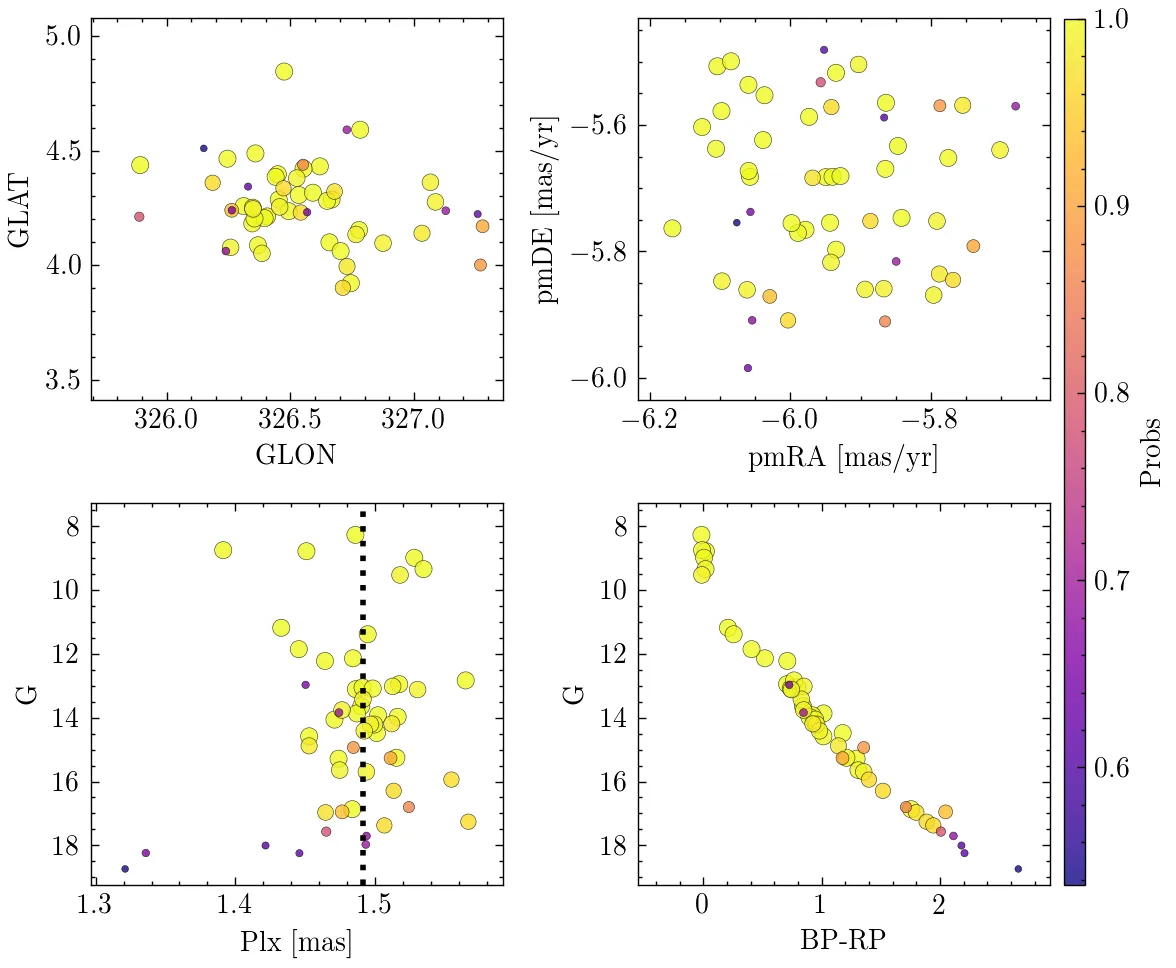 5.0
4.5
4.0
3.5
GLAT
326.0 326.5 327.0
GLON
−5.6
−5.8
−6.0
pmDE [mas/yr]
−6.2 −6.0 −5.8
pmRA [mas/yr]
1.0
0.9
0.8
0.7
0.6
Probs
8
10
12
14
16
18
G
1.3 1.4 1.5
Plx [mas]
8
10
12
14
16
18
G
0 1 2
BP-RP